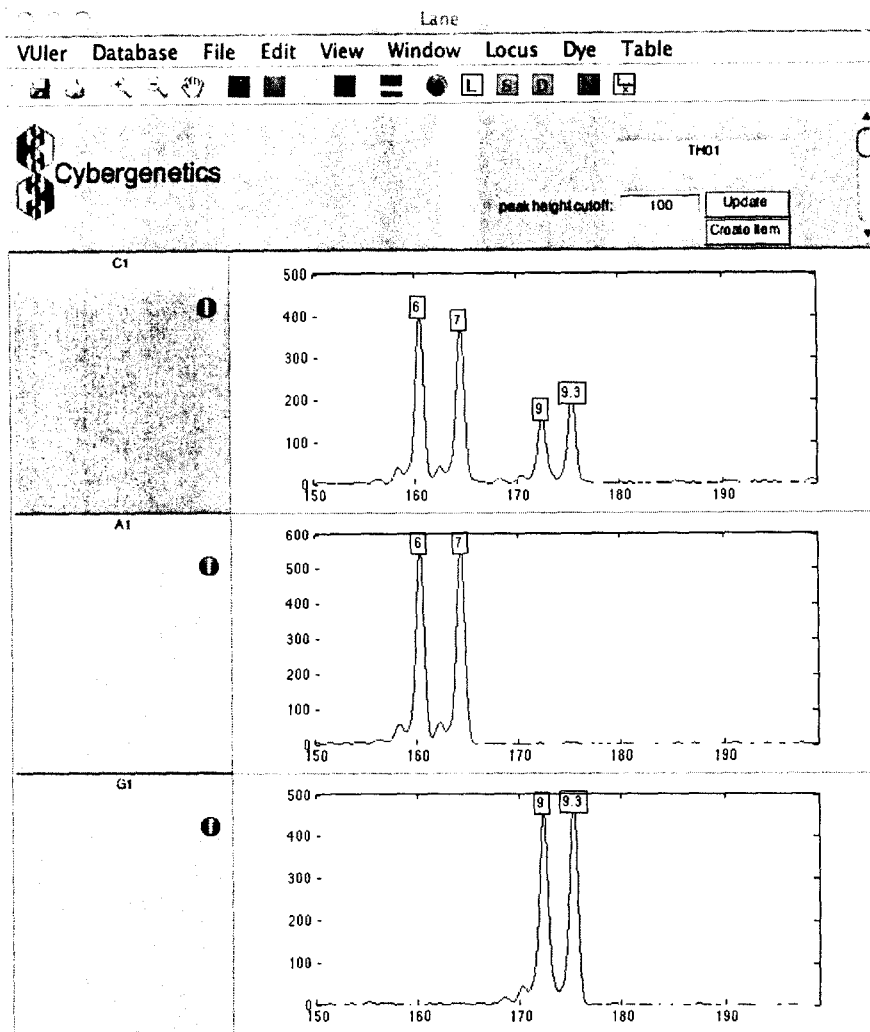 Lane
VUIer Database File Edit View Window Locus Dye Table
L S D
Cybergenetics
TH01
peak height cutoff: 100 Update
Create Item
C1
500
400
300
200
100
0
6 7 9 9.3
150 160 170 180 190
A1
600
500
400
300
200
100
0
6 7
150 160 170 180 190
G1
500
400
300
200
100
0
9 9.3
150 160 170 180 190